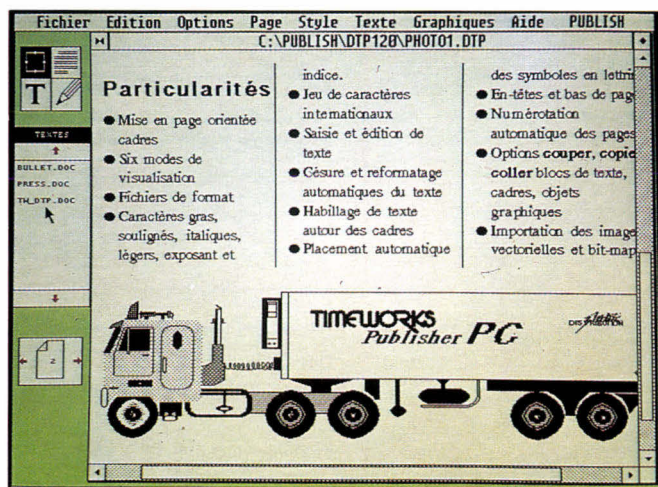 Fichier Edition Options Page Style Texte Graphiques Aide PUBLISH
C:\PUBLISH\DTP120\PHOTO1.DTP
T
TEXTES
BULLET.DOC
PRESS.DOC
TW_DTP.DOC
2
Particularités
● Mise en page orientée
cadres
● Six modes de
visualisation
● Fichiers de format
● Caractères gras,
soulignés, italiques,
légers, exposant et
indice.
● Jeu de caractères
internationaux
● Saisie et édition de
texte
● Césure et reformatage
automatiques du texte
● Habillage de texte
autour des cadres
● Placement automatique
des symboles en lettri
● En-têtes et bas de page
● Numérotation
automatique des pages
● Options couper, copie
coller blocs de texte,
cadres, objets
graphiques
● Importation des image
vectorielles et bit-map
TIMEWORKS
Publisher PC